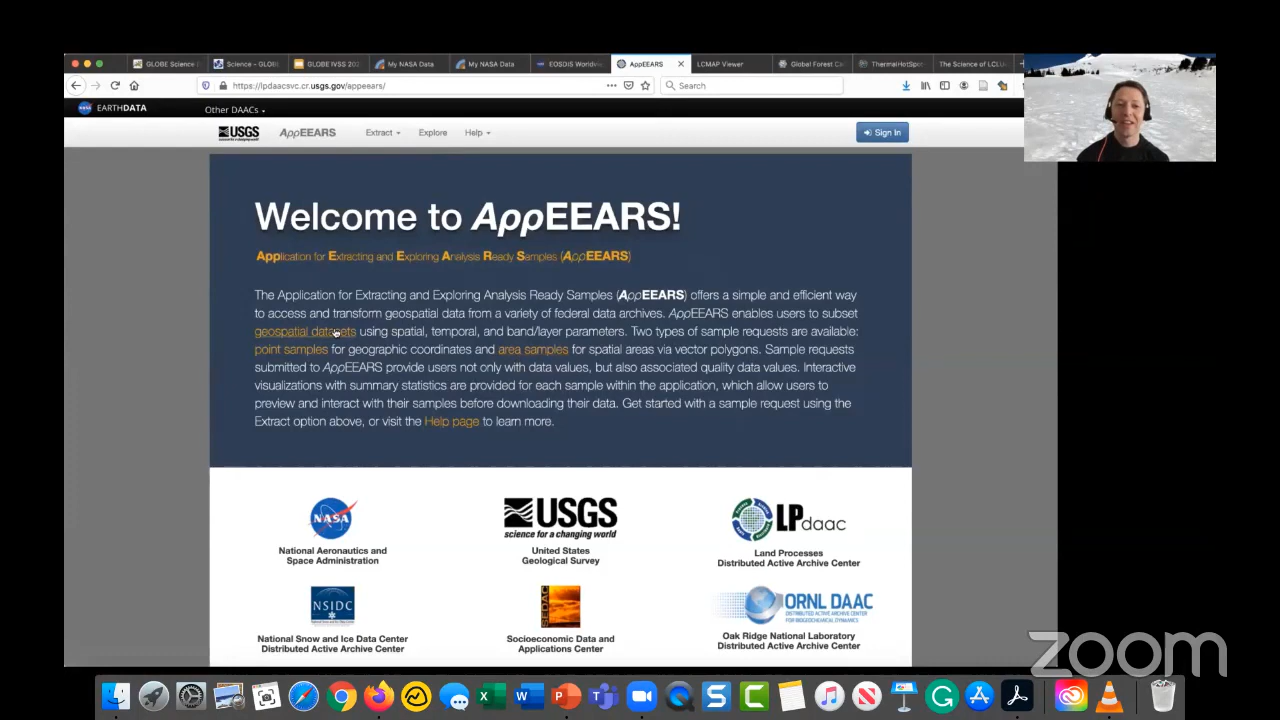 GLOBE Science
Science - GLOBE
GLOBE IVSS 202
My NASA Data
My NASA Data
EOSDIS Worldvie
AppEEARS
LCMAP Viewer
Global Forest Ca
ThermalHotSpot
The Science of LCLU
https://lpdaacsvc.cr.usgs.gov/appeears/
Search
EARTHDATA
Other DAACs
USGS
AppEEARS
Extract
Explore
Help
Sign In
Welcome to AppEEARS!
Application for Extracting and Exploring Analysis Ready Samples (AppEEARS)
The Application for Extracting and Exploring Analysis Ready Samples (AppEEARS) offers a simple and efficient way
to access and transform geospatial data from a variety of federal data archives. AppEEARS enables users to subset
geospatial datasets using spatial, temporal, and band/layer parameters. Two types of sample requests are available:
point samples for geographic coordinates and area samples for spatial areas via vector polygons. Sample requests
submitted to AppEEARS provide users not only with data values, but also associated quality data values. Interactive
visualizations with summary statistics are provided for each sample within the application, which allow users to
preview and interact with their samples before downloading their data. Get started with a sample request using the
Extract option above, or visit the Help page to learn more.
NASA
National Aeronautics and
Space Administration
USGS
science for a changing world
United States
Geological Survey
LPdaac
Land Processes
Distributed Active Archive Center
NSIDC
National Snow and Ice Data Center
Distributed Active Archive Center
SEDAC
Socioeconomic Data and
Applications Center
ORNL DAAC
DISTRIBUTED ACTIVE ARCHIVE CENTER
FOR BIOGEOCHEMICAL DYNAMICS
Oak Ridge National Laboratory
Distributed Active Archive Center
zoom